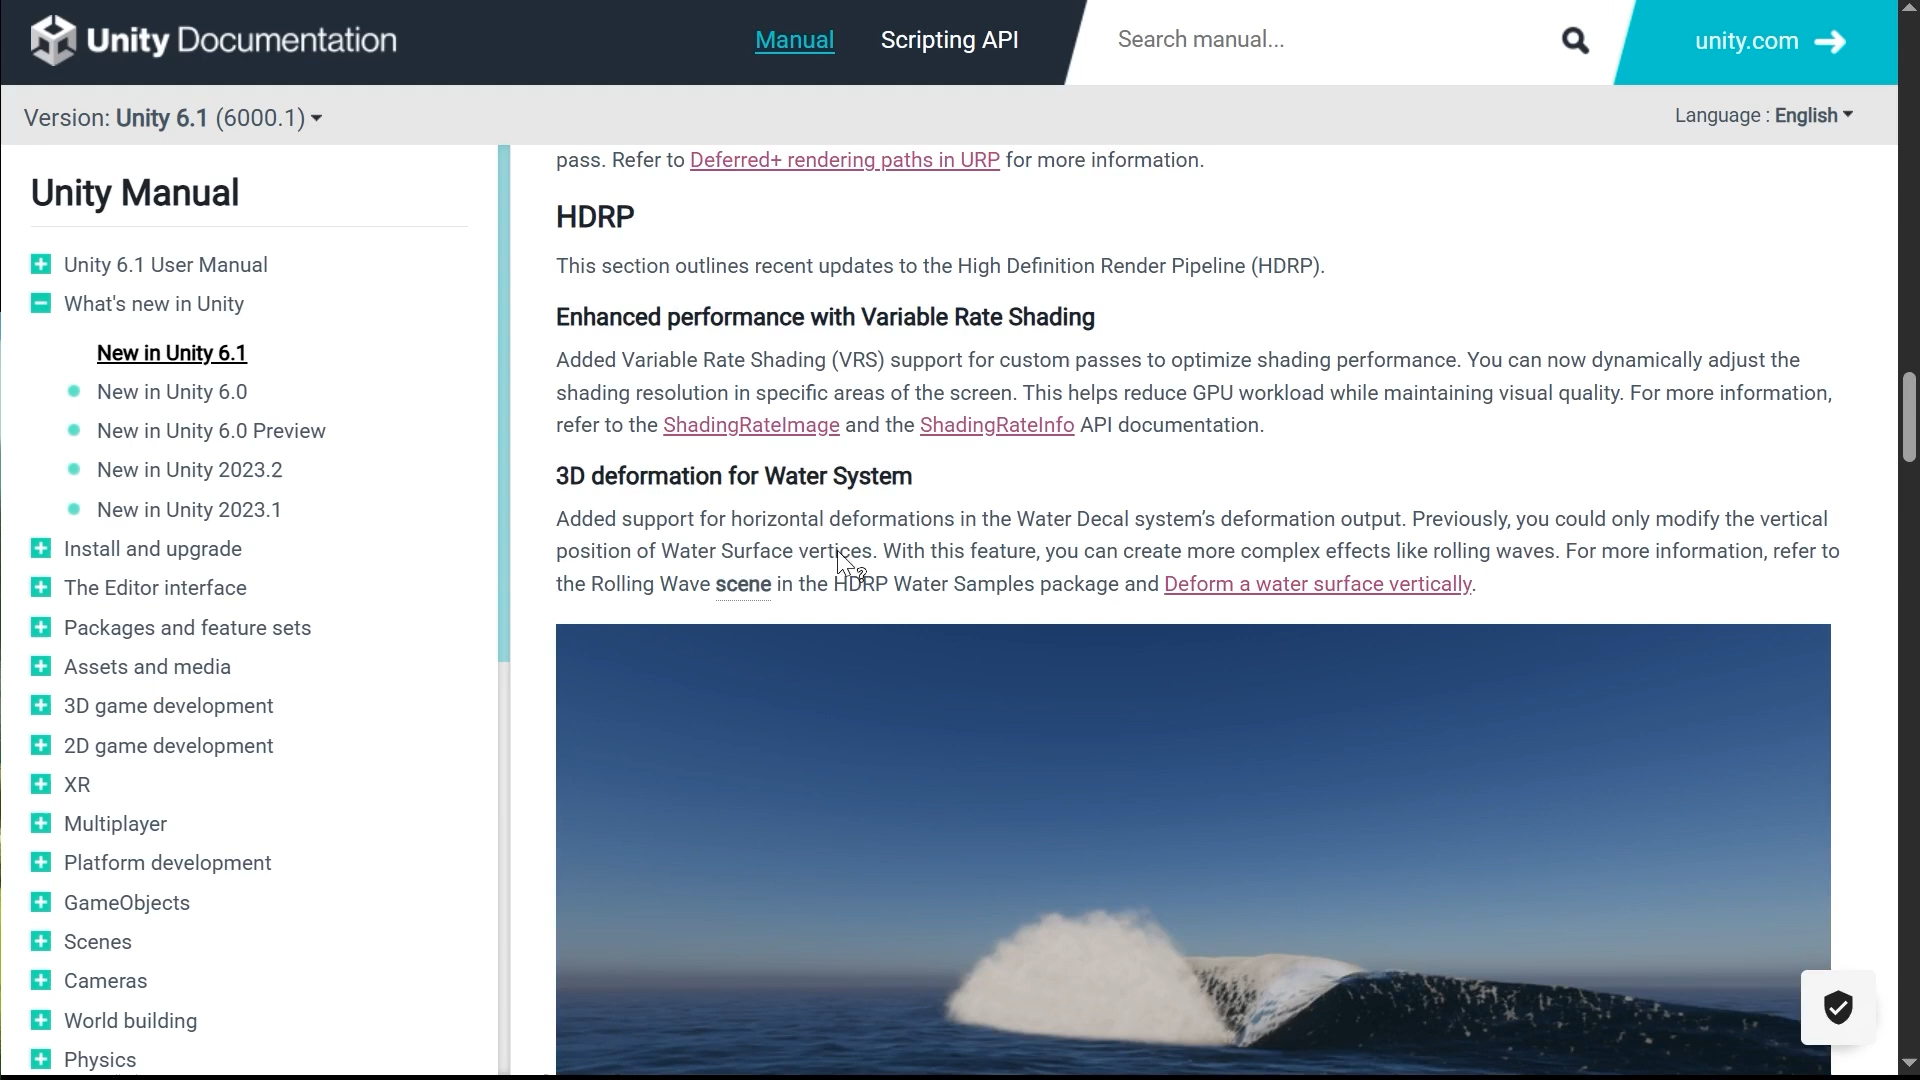 Unity Documentation
Manual
Scripting API
Search manual...
unity.com
Version: Unity 6.1 (6000.1)
Language : English
Unity Manual
Unity 6.1 User Manual
What's new in Unity
New in Unity 6.1
New in Unity 6.0
New in Unity 6.0 Preview
New in Unity 2023.2
New in Unity 2023.1
Install and upgrade
The Editor interface
Packages and feature sets
Assets and media
3D game development
2D game development
XR
Multiplayer
Platform development
GameObjects
Scenes
Cameras
World building
Physics
pass. Refer to Deferred+ rendering paths in URP for more information.
HDRP
This section outlines recent updates to the High Definition Render Pipeline (HDRP).
Enhanced performance with Variable Rate Shading
Added Variable Rate Shading (VRS) support for custom passes to optimize shading performance. You can now dynamically adjust the
shading resolution in specific areas of the screen. This helps reduce GPU workload while maintaining visual quality. For more information,
refer to the ShadingRateImage and the ShadingRateInfo API documentation.
3D deformation for Water System
Added support for horizontal deformations in the Water Decal system's deformation output. Previously, you could only modify the vertical
position of Water Surface vertices. With this feature, you can create more complex effects like rolling waves. For more information, refer to
the Rolling Wave scene in the HDRP Water Samples package and Deform a water surface vertically.